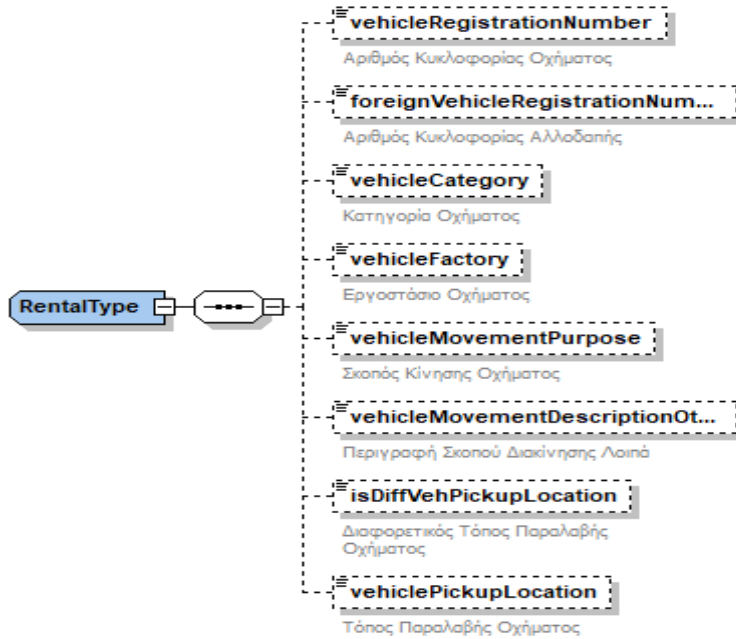 vehicleRegistrationNumber
Αριθμός Κυκλοφορίας Οχήματος
foreignVehicleRegistrationNum...
Αριθμός Κυκλοφορίας Αλλοδαπής
vehicleCategory
Κατηγορία Οχήματος
vehicleFactory
Εργοστάσιο Οχήματος
RentalType
vehicleMovementPurpose
Σκοπός Κίνησης Οχήματος
vehicleMovementDescriptionOt...
Περιγραφή Σκοπού Διακίνησης Λοιπά
isDiffVehPickupLocation
Διαφορετικός Τόπος Παραλαβής
Οχήματος
vehiclePickupLocation
Τόπος Παραλαβής Οχήματος